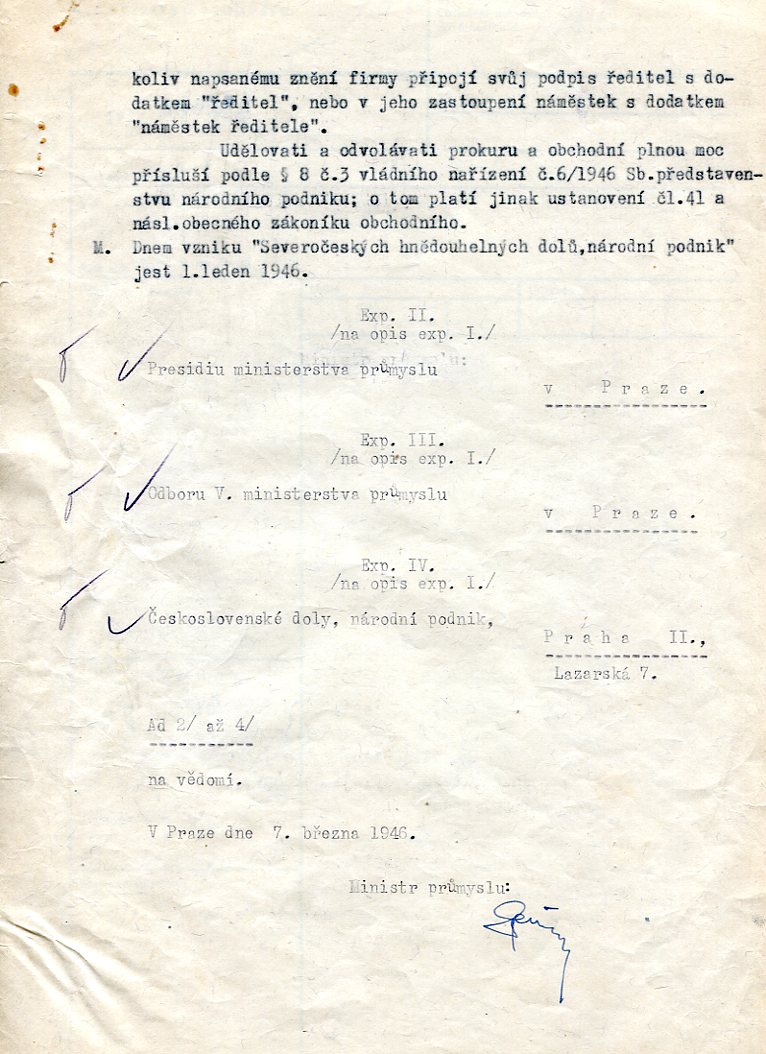 koliv napsanému znění firmy připojí svůj podpis ředitel s do-
datkem "ředitel", nebo v jeho zastoupení náměstek s dodatkem
"náměstek ředitele".
Udělovati a odvolávati prokuru a obchodní plnou moc
přísluší podle § 8 č.3 vládního nařízení č.6/1946 Sb.představen-
stvu národního podniku; o tom platí jinak ustanovení čl.41 a
násl.obecného zákoníku obchodního.
M. Dnem vzniku "Severočeských hnědouhelných dolů,národní podnik"
jest 1.leden 1946.
Exp. II.
/na opis exp. I./
Presidiu ministerstva průmyslu
v Praze.
Exp. III.
/na opis exp. I./
Odboru V. ministerstva průmyslu
v Praze.
Exp. IV.
/na opis exp. I./
Československé doly, národní podnik,
Praha II.,
Lazarská 7.
Ad 2/ až 4/
na vědomí.
V Praze dne 7. března 1946.
Ministr průmyslu: